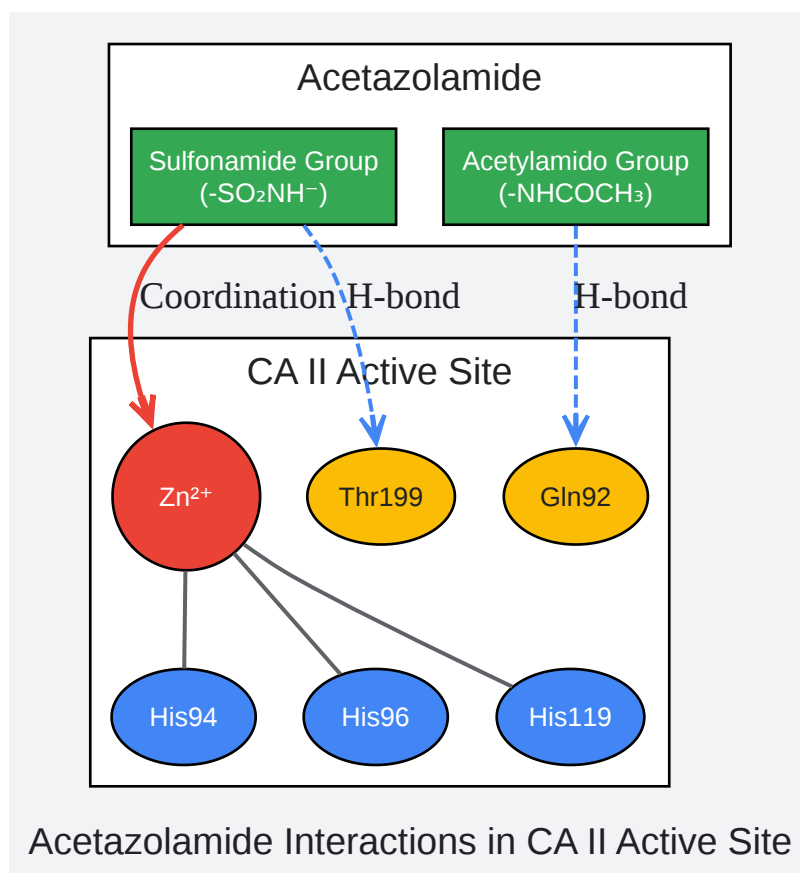 Acetazolamide
Sulfonamide Group
(-SO₂NH⁻)
Acetylamido Group
(-NHCOCH₃)
Coordination
H-bond
H-bond
CA II Active Site
Zn²⁺
Thr199
Gln92
His94
His96
His119
Acetazolamide Interactions in CA II Active Site